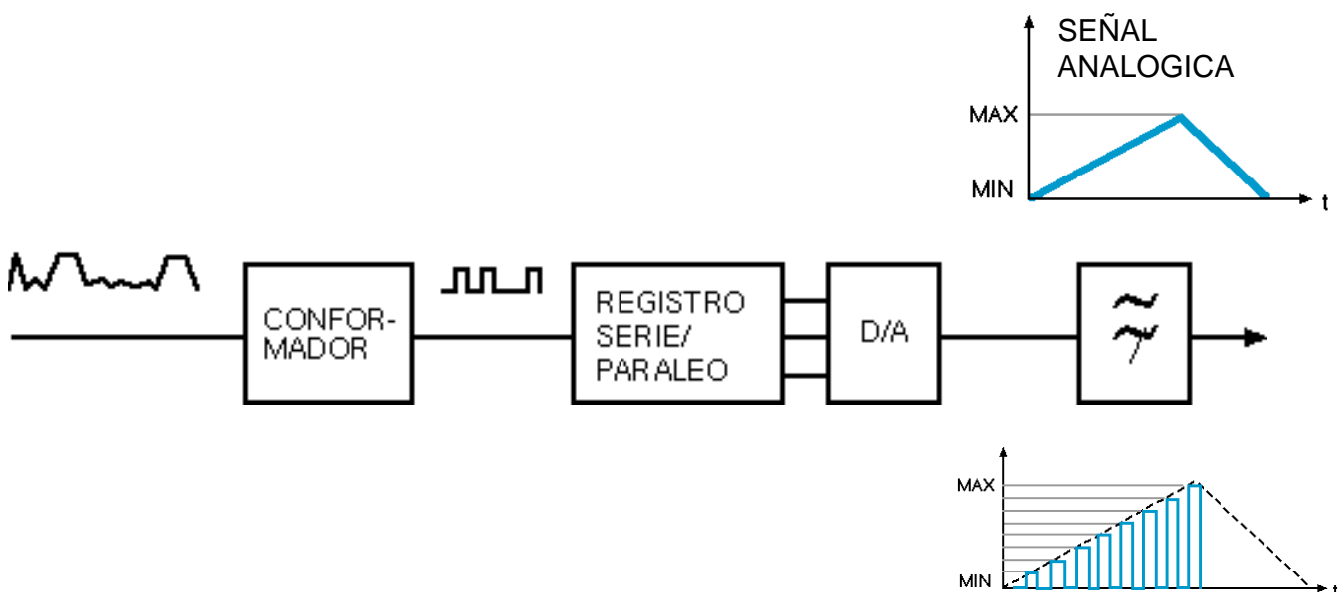 SEÑAL
ANALOGICA
MAX
MIN
t
CONFOR-
MADOR
REGISTRO
SERIE/
PARALEO
D/A
MAX
MIN
t